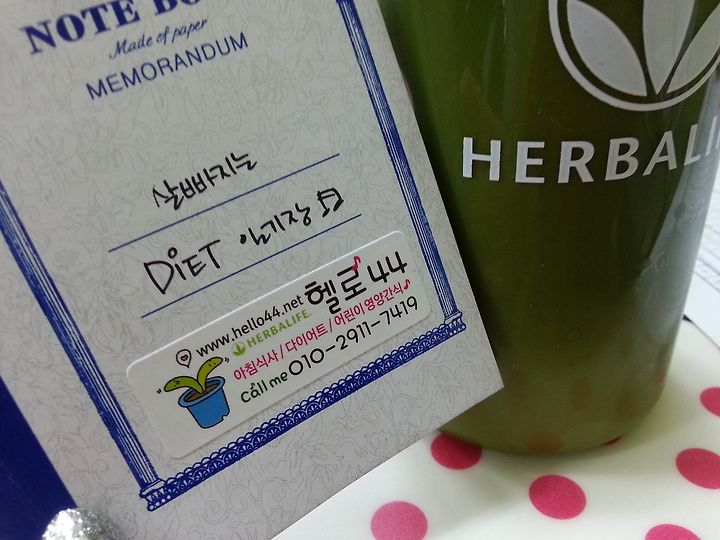 NOTE BO
Made of paper
MEMORANDUM
살빠지는
DiET 일기장
www.hello44.net 헬로44
HERBALIFE.
아침식사/다이어트/어린이영양간식
Call me 010-2911-7419
HERBALI